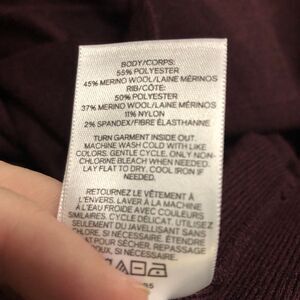 BODY/CORPS:
55% POLYESTER
45% MERINO WOOL/LAINE MÉRINOS
RIB/CÔTE:
50% POLYESTER
37% MERINO WOOL/LAINE MÉRINOS
11% NYLON
2% SPANDEX/FIBRE ÉLASTHANNE
TURN GARMENT INSIDE OUT.
MACHINE WASH COLD WITH LIKE
COLORS. GENTLE CYCLE. ONLY NON-
CHLORINE BLEACH WHEN NEEDED.
LAY FLAT TO DRY. COOL IRON IF
NEEDED.
RETOURNEZ LE VÊTEMENT À
L'ENVERS. LAVER À LA MACHINE
À L'EAU FROIDE AVEC COULEURS
SIMILAIRES. CYCLE DÉLICAT. UTILISEZ
SEULEMENT DU JAVELLISANT SANS
CHLORE, SI NÉCESSAIRE.
À PLAT POUR SÉCHER. REPASSAGE
SI NÉCESSAIRE.